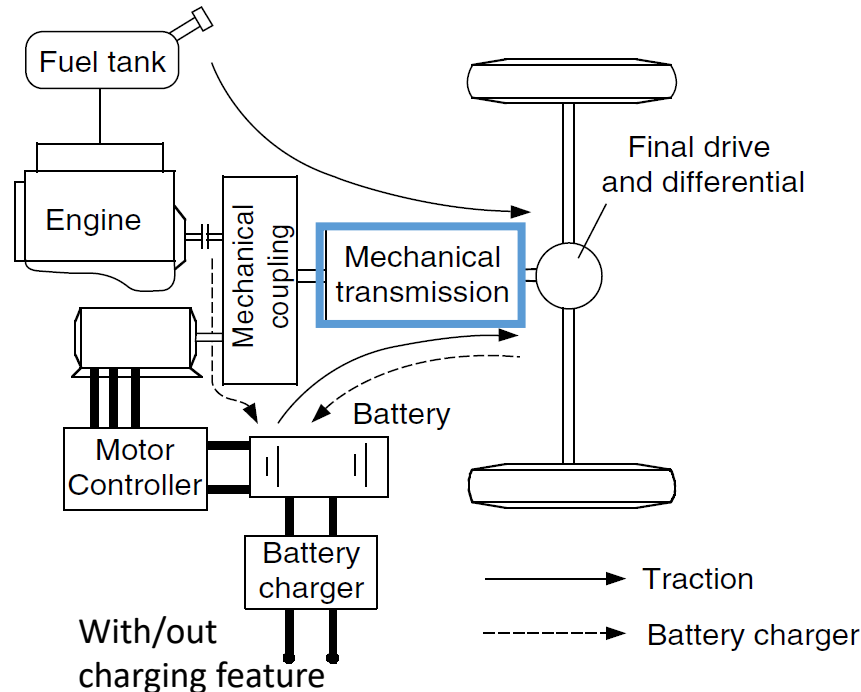 Fuel tank
Engine
Mechanical
coupling
Mechanical
transmission
Final drive
and differential
Battery
Motor
Controller
Battery
charger
Traction
Battery charger
With/out
charging feature